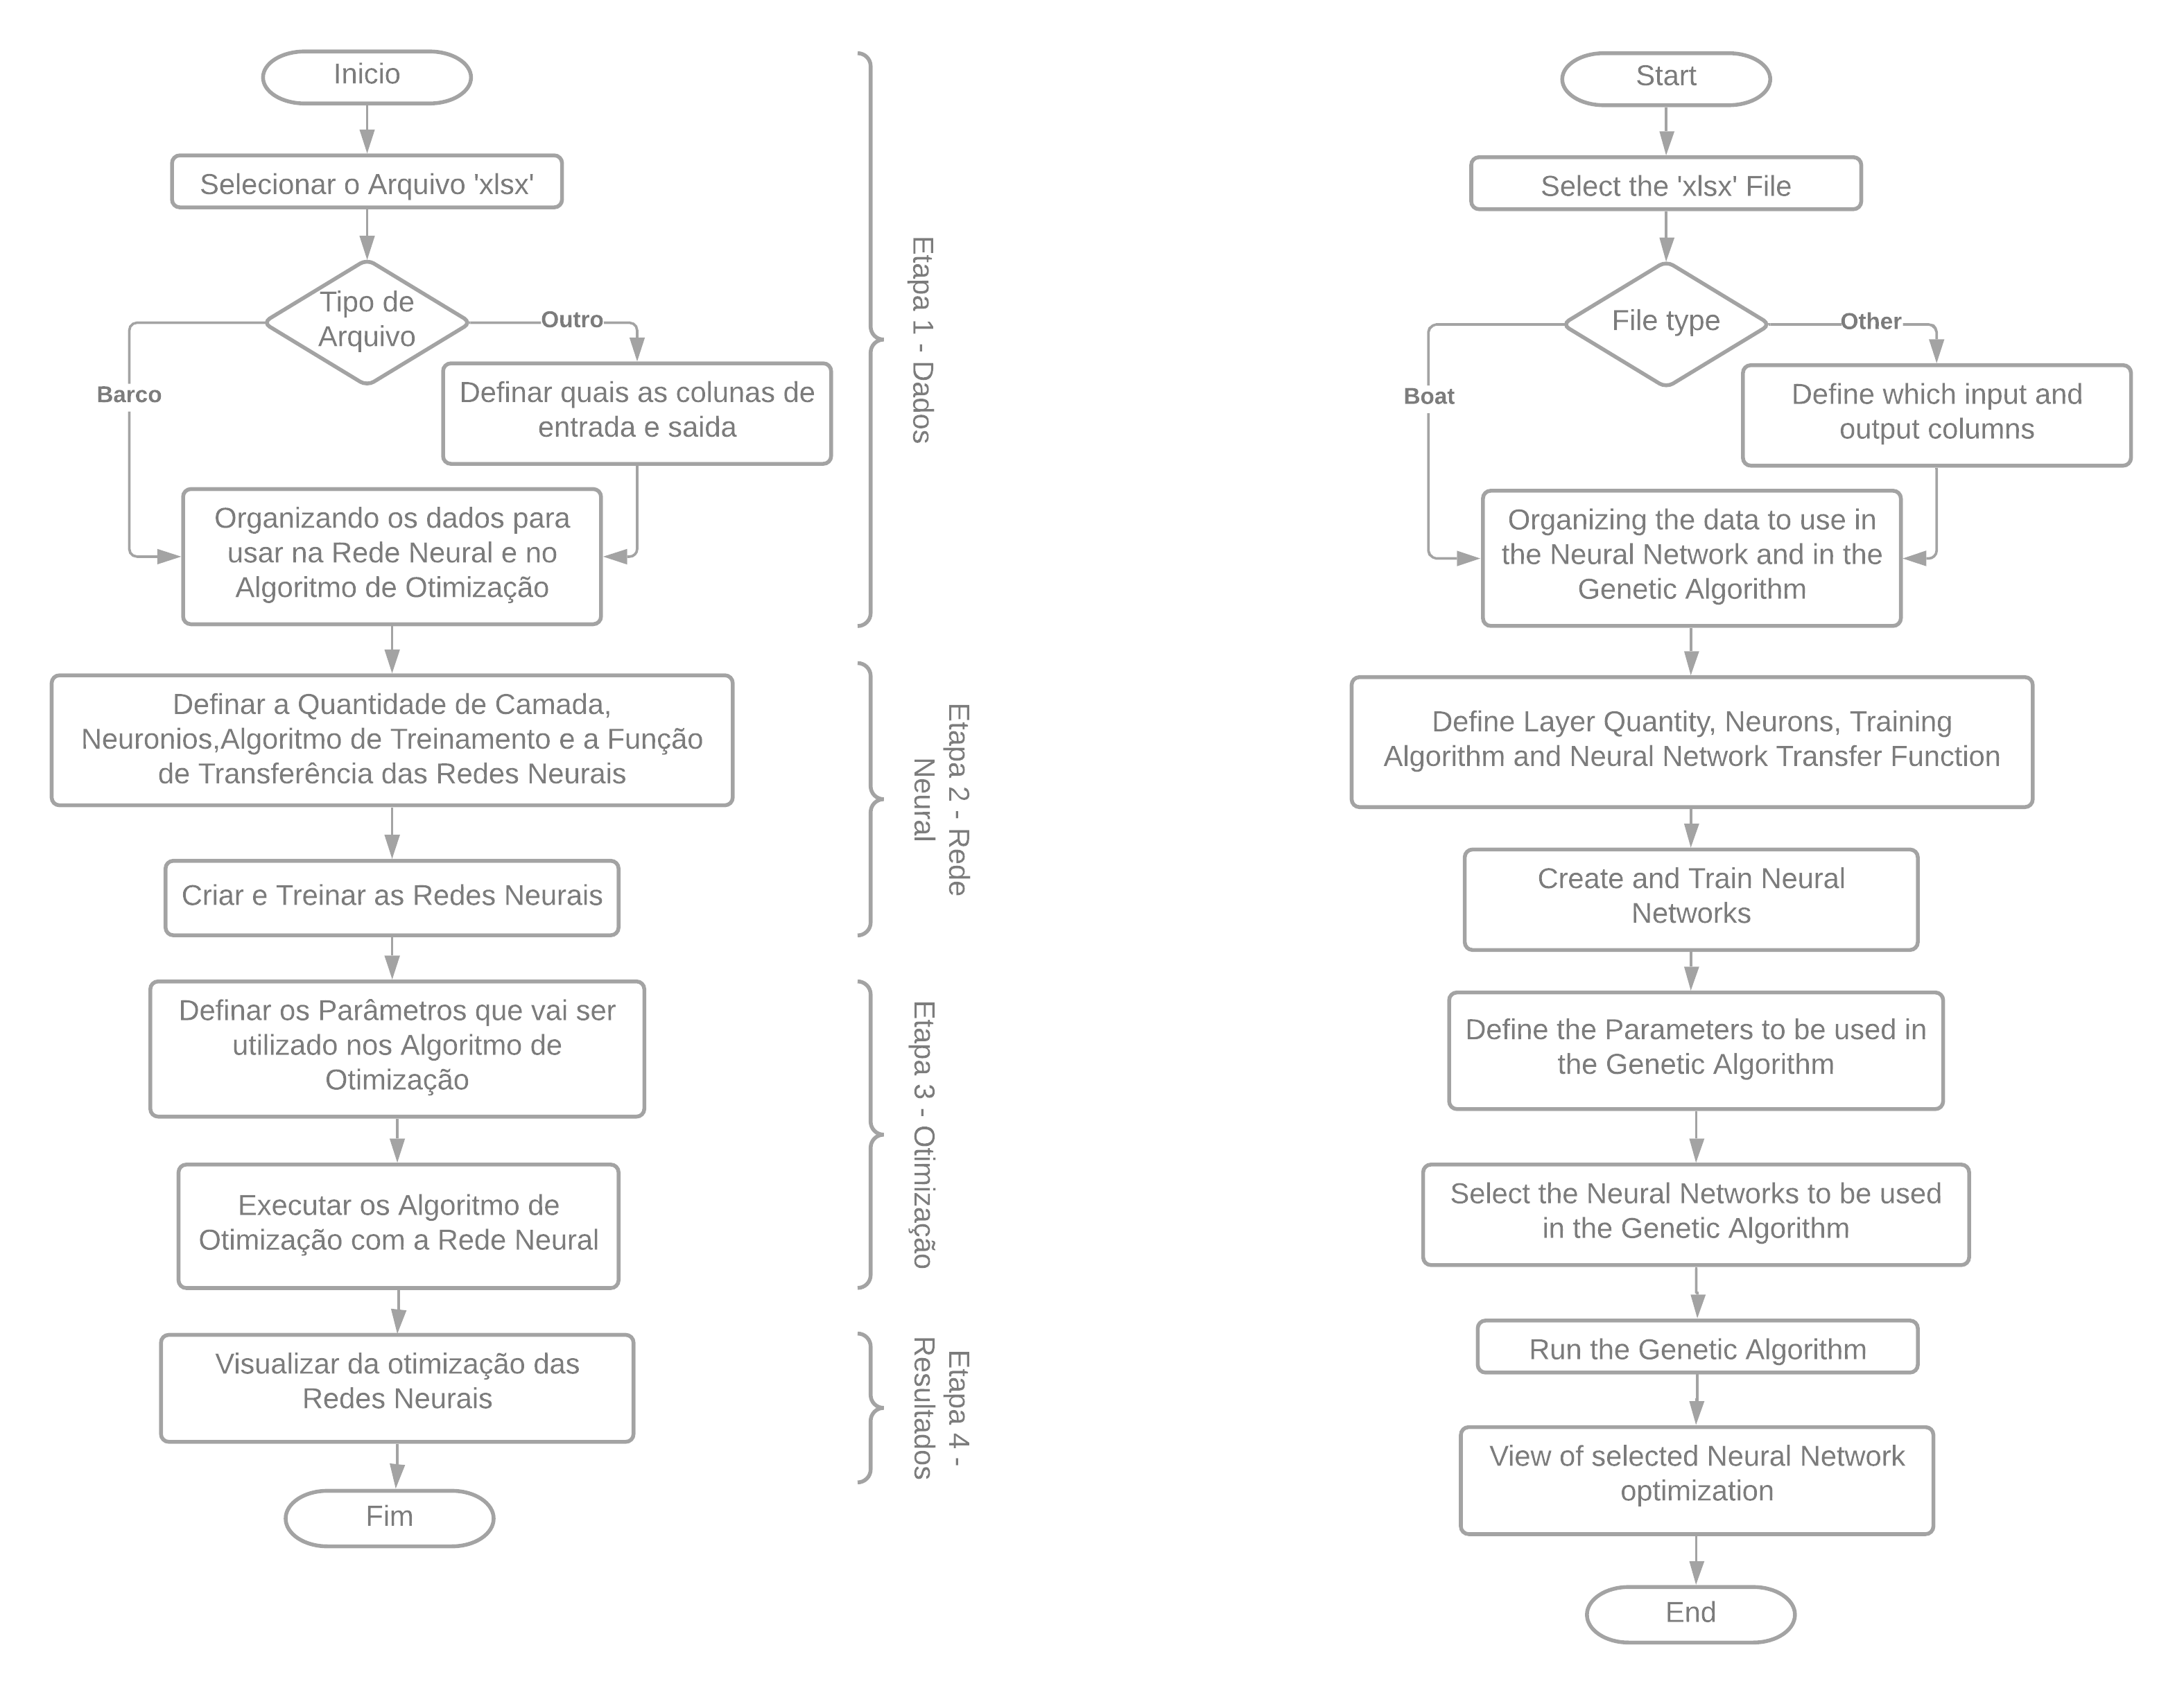 Inicio
Selecionar o Arquivo 'xlsx'
Tipo de
Arquivo
Outro
Barco
Definar quais as colunas de
entrada e saida
Organizando os dados para
usar na Rede Neural e no
Algoritmo de Otimização
Etapa 1 - Dados
Definar a Quantidade de Camada,
Neuronios,Algoritmo de Treinamento e a Função
de Transferência das Redes Neurais
Criar e Treinar as Redes Neurais
Etapa 2 - Rede
Neural
Definar os Parâmetros que vai ser
utilizado nos Algoritmo de
Otimização
Executar os Algoritmo de
Otimização com a Rede Neural
Etapa 3 - Otimização
Visualizar da otimização das
Redes Neurais
Etapa 4 -
Resultados
Fim
Start
Select the 'xlsx' File
File type
Other
Boat
Define which input and
output columns
Organizing the data to use in
the Neural Network and in the
Genetic Algorithm
Define Layer Quantity, Neurons, Training
Algorithm and Neural Network Transfer Function
Create and Train Neural
Networks
Define the Parameters to be used in
the Genetic Algorithm
Select the Neural Networks to be used
in the Genetic Algorithm
Run the Genetic Algorithm
View of selected Neural Network
optimization
End